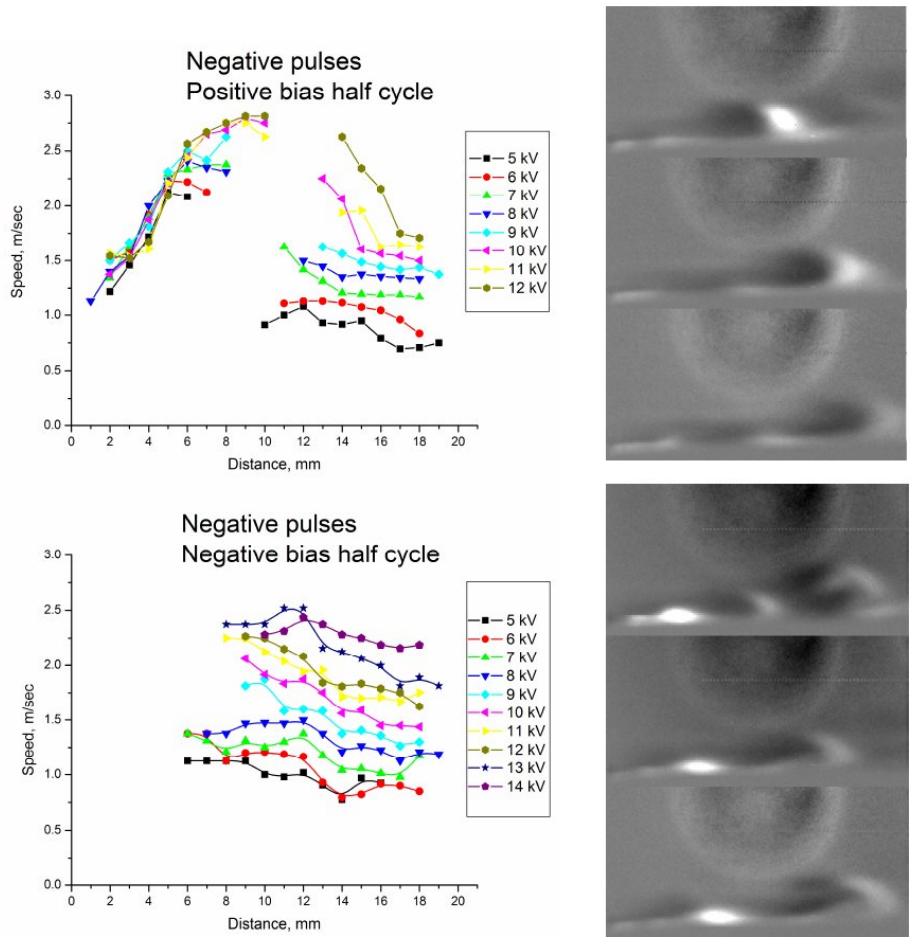 Negative pulses
Positive bias half cycle
3.0
2.5
2.0
1.5
1.0
0.5
0.0
Speed, m/sec
0 2 4 6 8 10 12 14 16 18 20
Distance, mm
5 kV
6 kV
7 kV
8 kV
9 kV
10 kV
11 kV
12 kV
Negative pulses
Negative bias half cycle
3.0
2.5
2.0
1.5
1.0
0.5
0.0
Speed, m/sec
0 2 4 6 8 10 12 14 16 18 20
Distance, mm
5 kV
6 kV
7 kV
8 kV
9 kV
10 kV
11 kV
12 kV
13 kV
14 kV